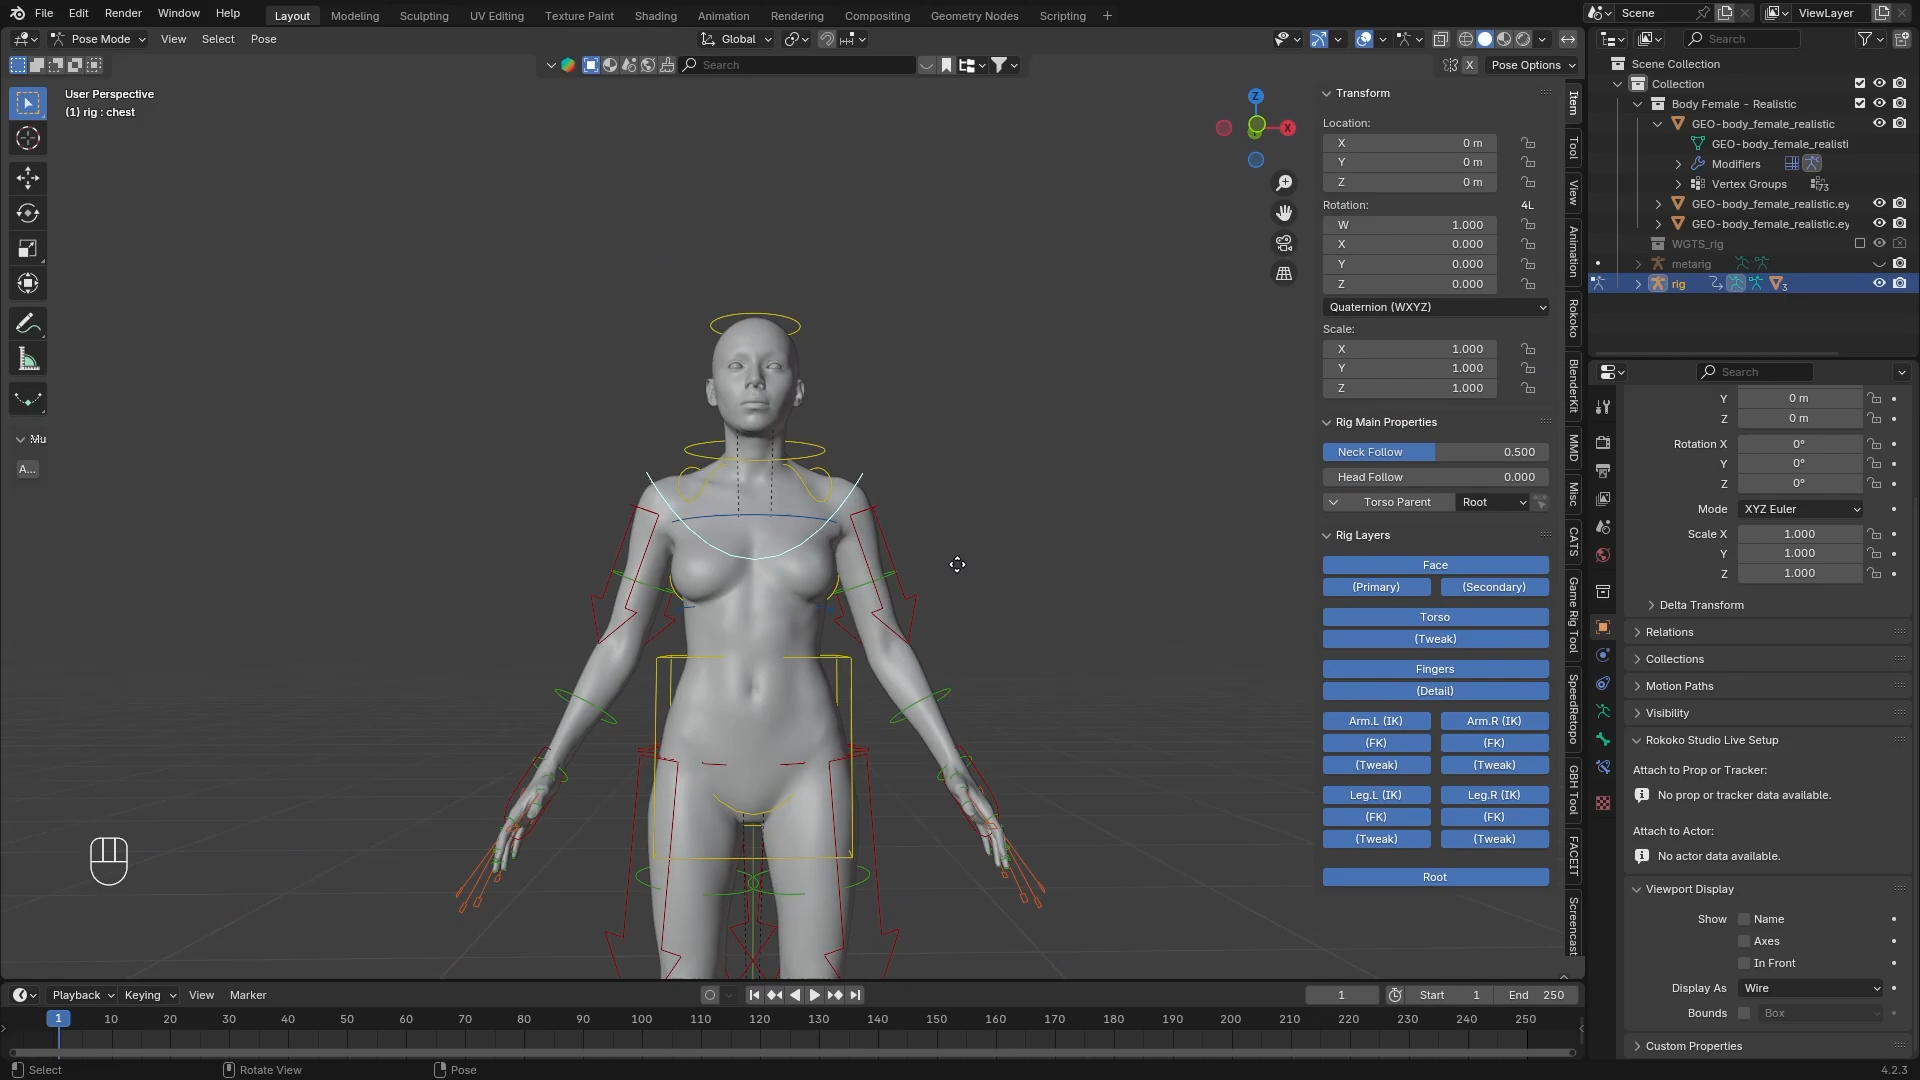 File Edit Render Window Help Layout Modeling Sculpting UV Editing Texture Paint Shading Animation Rendering Compositing Geometry Nodes Scripting + Scene ViewLayer
Pose Mode View Select Pose Global Search
Search X Pose Options
User Perspective
(1) rig : chest
Mu
A...
Z
X
Transform
Location:
X 0 m
Y 0 m
Z 0 m
Rotation: 4L
W 1.000
X 0.000
Y 0.000
Z 0.000
Quaternion (WXYZ)
Scale:
X 1.000
Y 1.000
Z 1.000
Rig Main Properties
Neck Follow 0.500
Head Follow 0.000
Torso Parent Root
Rig Layers
Face
(Primary) (Secondary)
Torso
(Tweak)
Fingers
(Detail)
Arm.L (IK) Arm.R (IK)
(FK) (FK)
(Tweak) (Tweak)
Leg.L (IK) Leg.R (IK)
(FK) (FK)
(Tweak) (Tweak)
Root
Item
Tool
View
Animation
Rokoko
BlenderKit
MMD
Misc
CATS
Game Rig Tool
SpeedRetopo
GBH Tool
FACEIT
Screencast
Scene Collection
Collection
Body Female - Realistic
GEO-body_female_realistic
GEO-body_female_realisti
Modifiers
Vertex Groups 73
GEO-body_female_realistic.ey
GEO-body_female_realistic.ey
WGTS_rig
metarig
rig 3
Search
Y 0 m
Z 0 m
Rotation X 0°
Y 0°
Z 0°
Mode XYZ Euler
Scale X 1.000
Y 1.000
Z 1.000
Delta Transform
Relations
Collections
Motion Paths
Visibility
Rokoko Studio Live Setup
Attach to Prop or Tracker:
No prop or tracker data available.
Attach to Actor:
No actor data available.
Viewport Display
Show Name
Axes
In Front
Display As Wire
Bounds Box
Custom Properties
Playback Keying View Marker 1 Start 1 End 250
1 10 20 30 40 50 60 70 80 90 100 110 120 130 140 150 160 170 180 190 200 210 220 230 240 250
Select Rotate View Pose 4.2.3